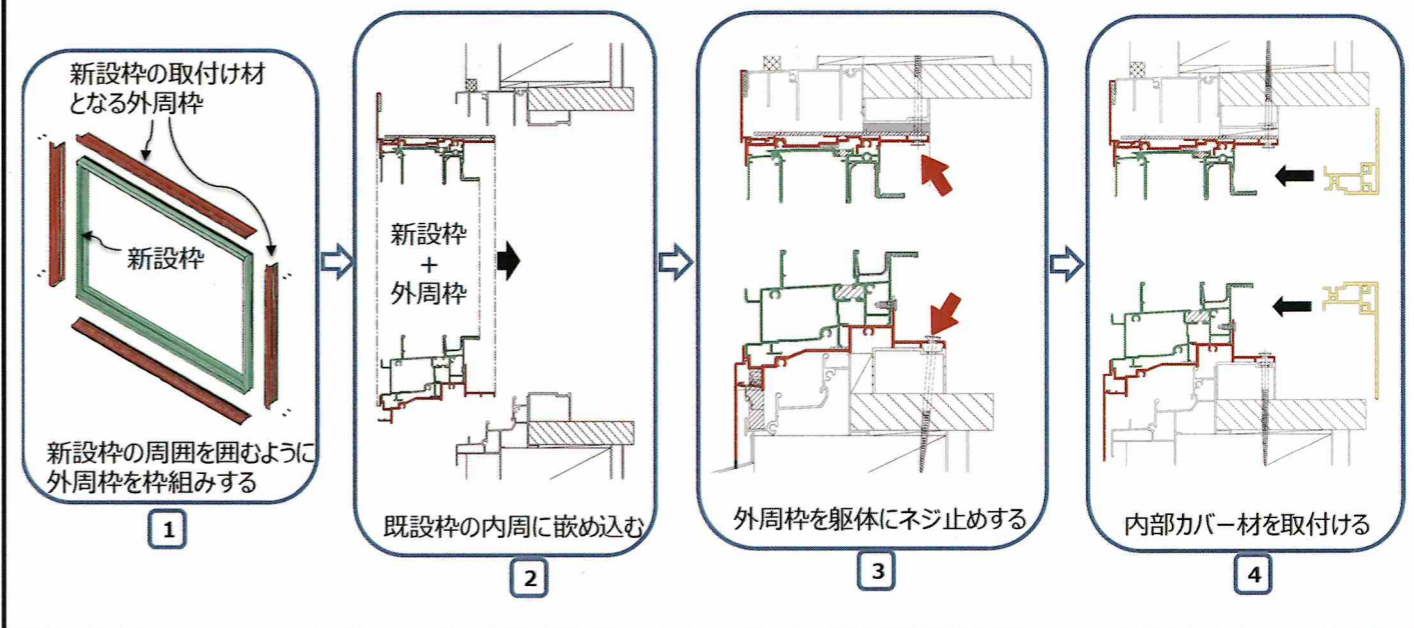 新設枠の取付け材
となる外周枠
新設枠
新設枠の周囲を囲むように
外周枠を枠組みする
1
新設枠
+
外周枠
既設枠の内周に嵌め込む
2
外周枠を躯体にネジ止めする
3
内部カバー材を取付ける
4